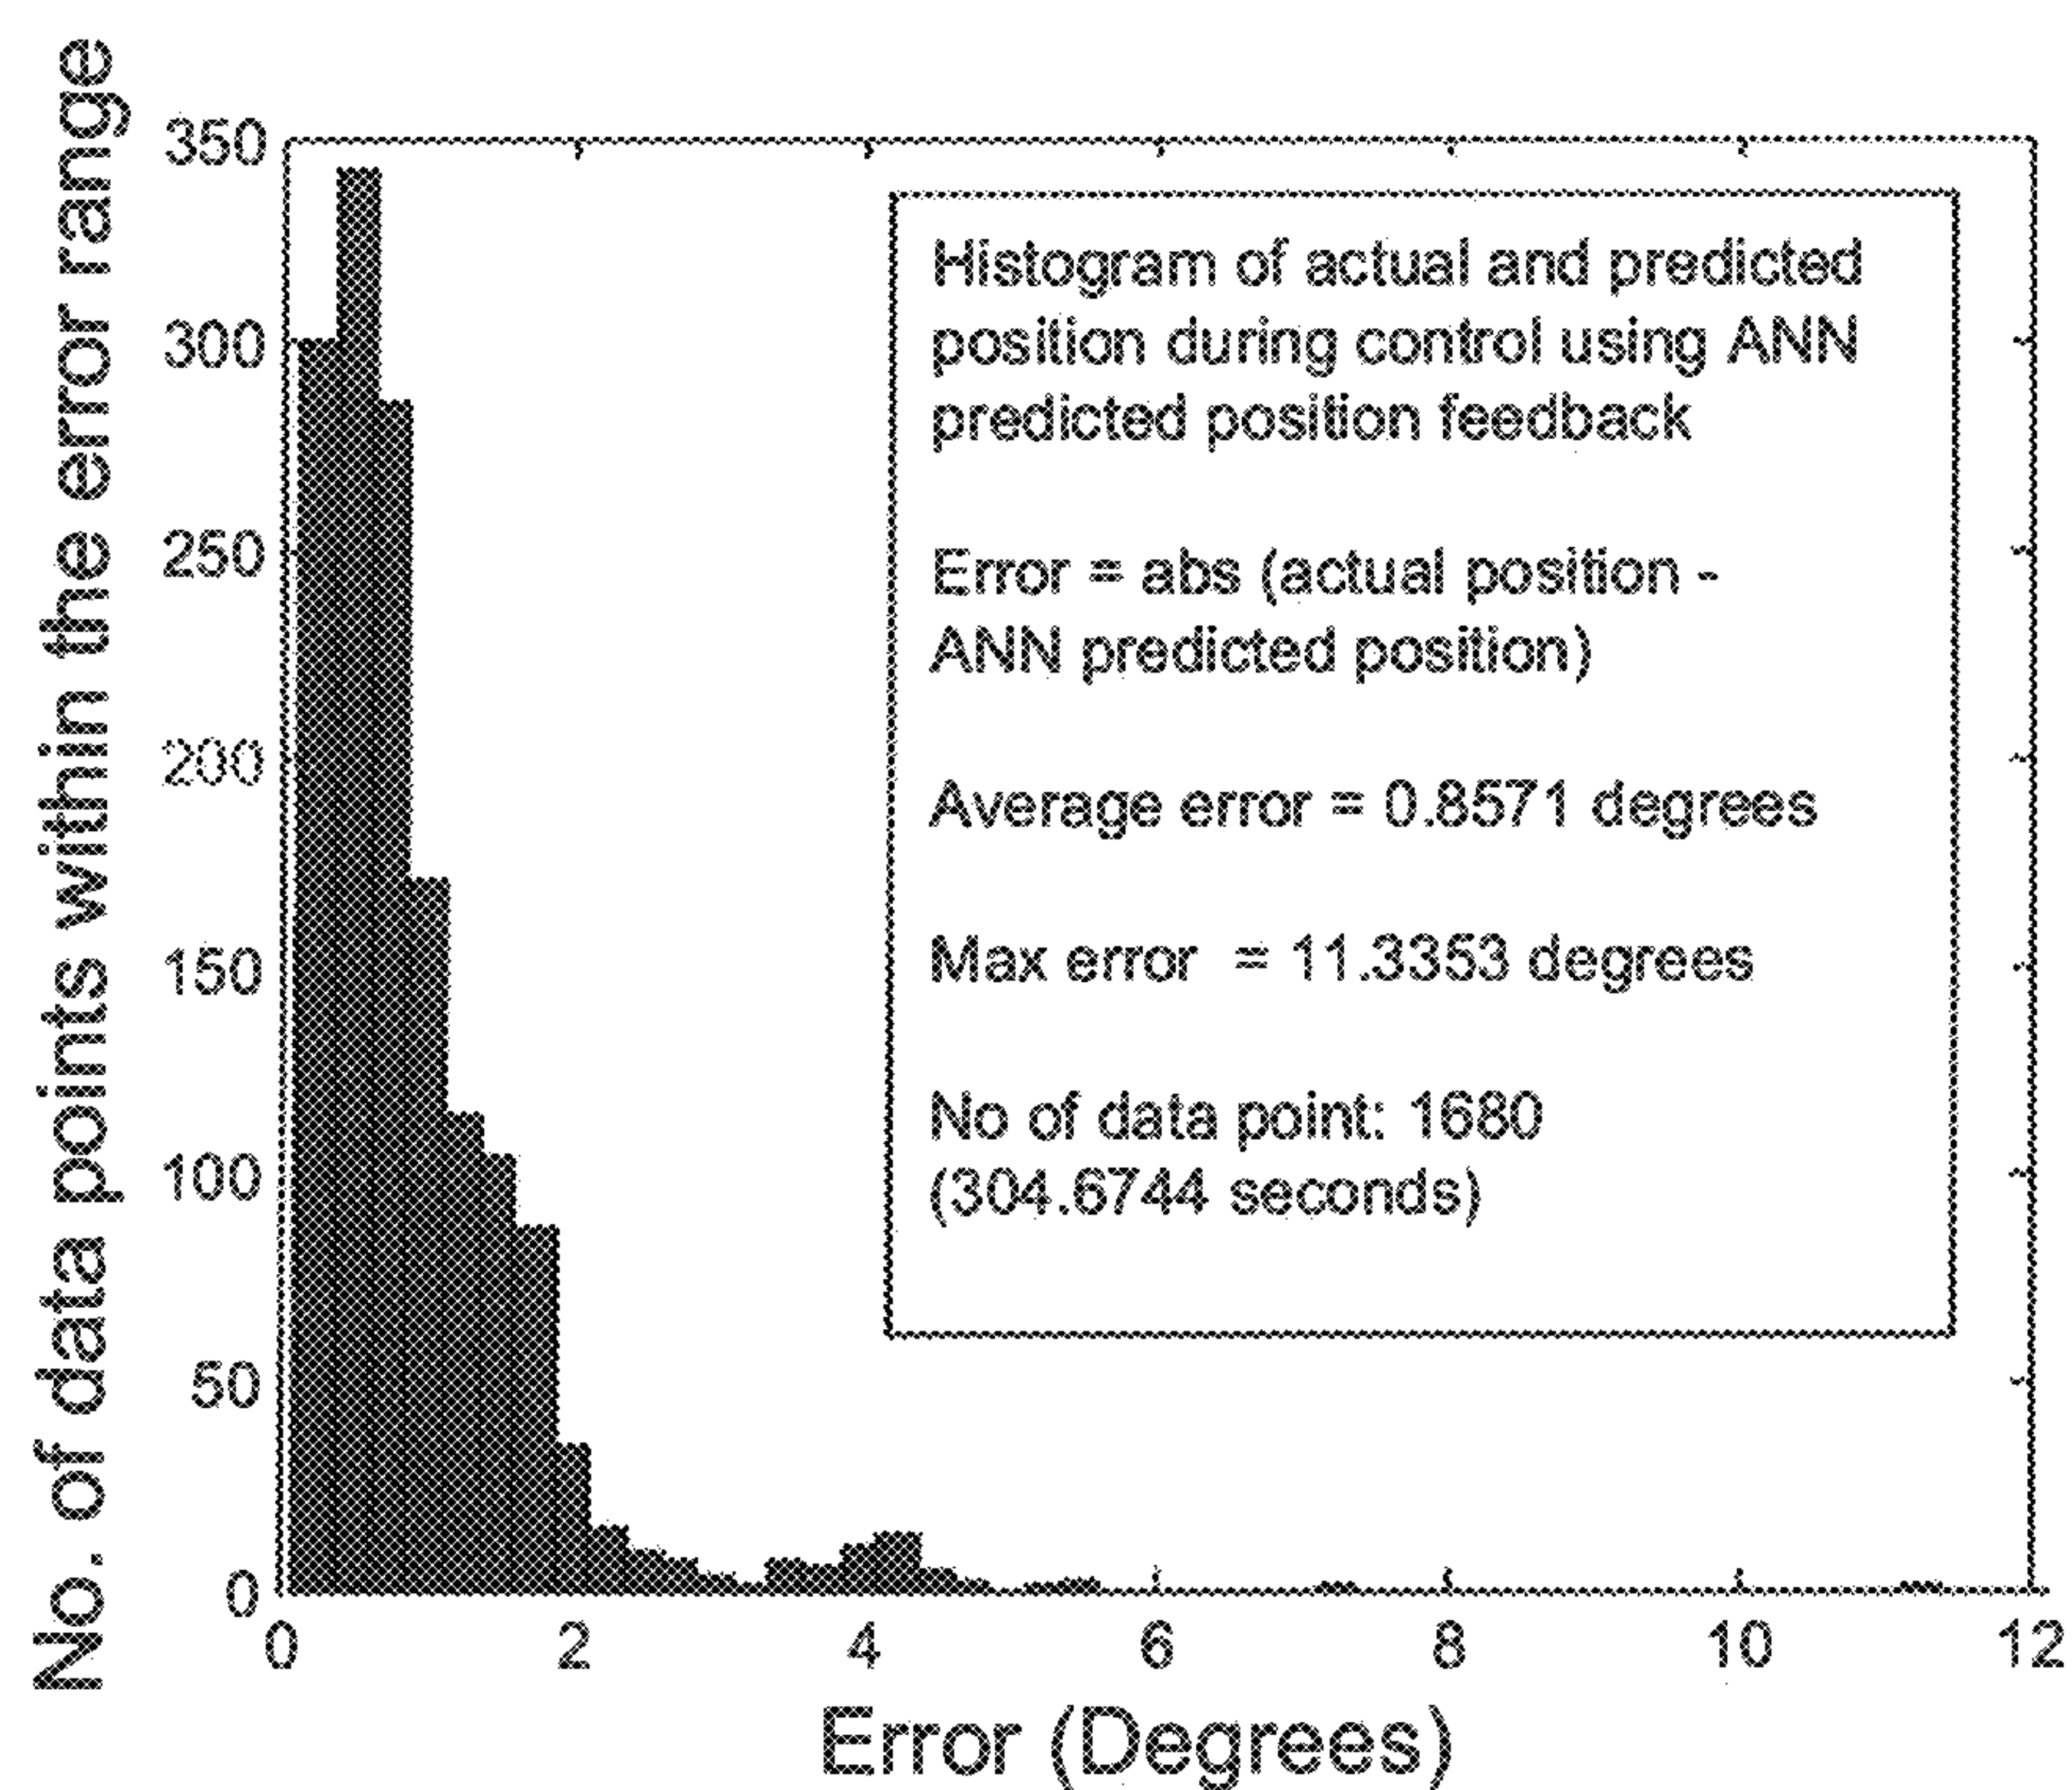 No. of data points within the error range
350
300
250
200
150
100
50
0
Histogram of actual and predicted
position during control using ANN
predicted position feedback
Error = abs (actual position -
ANN predicted position)
Average error = 0.8571 degrees
Max error = 11.3353 degrees
No of data point: 1680
(304.6744 seconds)
0 2 4 6 8 10 12
Error (Degrees)